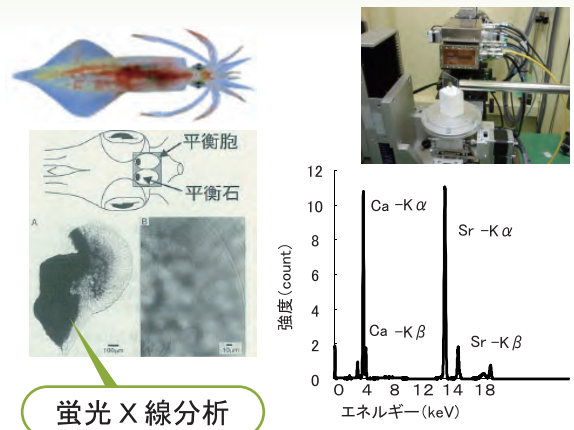 平衡胞
平衡石
A
B
100μm
10μm
蛍光X線分析
12
10
8
6
4
2
0
強度(count)
Ca-Kα
Sr-Kα
Ca-Kβ
Sr-Kβ
0 4 8 12 14 18
エネルギー(keV)